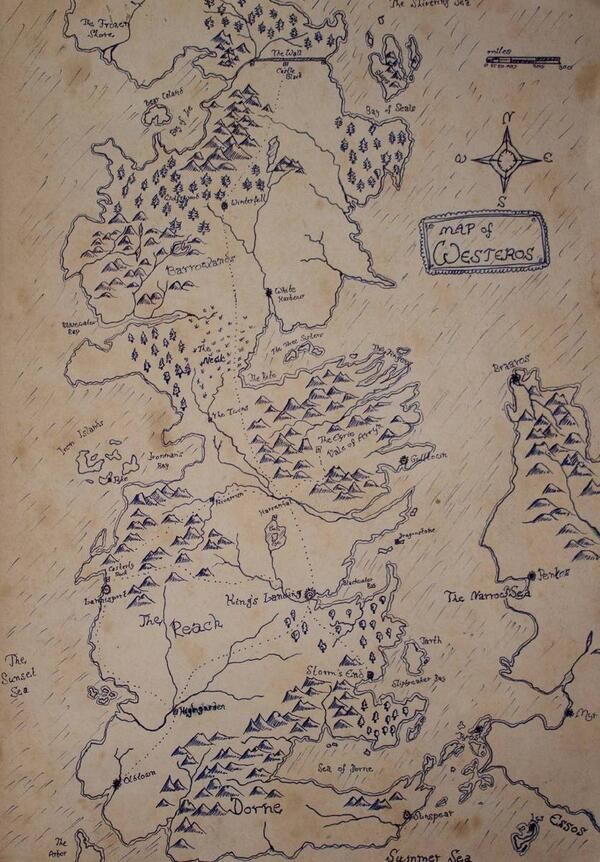 The Shivering Sea
The Frozen
Shore
The Wall
Castle
Black
miles
Bear Island
Bay of Ice
Bay of Seals
N
E
S
Winterfell
MAP of
WESTEROS
Barrowlands
White
Harbour
The
Neck
The Three Sisters
The Bite
Braavos
The Twins
The Eyrie
Vale of Arryn
Gulltown
Iron Islands
Ironman's
Bay
Pyke
Riverrun
Harrenhal
Dragonstone
Casterly
Rock
Lannisport
King's Landing
Blackwater
Bay
Pentos
The Narrow Sea
The Reach
Tarth
Storm's End
Shipbreaker Bay
The
Sunset
Sea
Highgarden
Myr
Oldtown
Sea of Dorne
Dorne
Sunspear
Essos
The
Arbor
Summer Sea